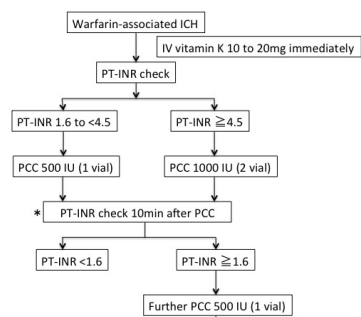 Warfarin-associated ICH
IV vitamin K 10 to 20mg immediately
PT-INR check
PT-INR 1.6 to <4.5
PT-INR ≧4.5
PCC 500 IU (1 vial)
PCC 1000 IU (2 vial)
* PT-INR check 10min after PCC
PT-INR <1.6
PT-INR ≧1.6
Further PCC 500 IU (1 vial)